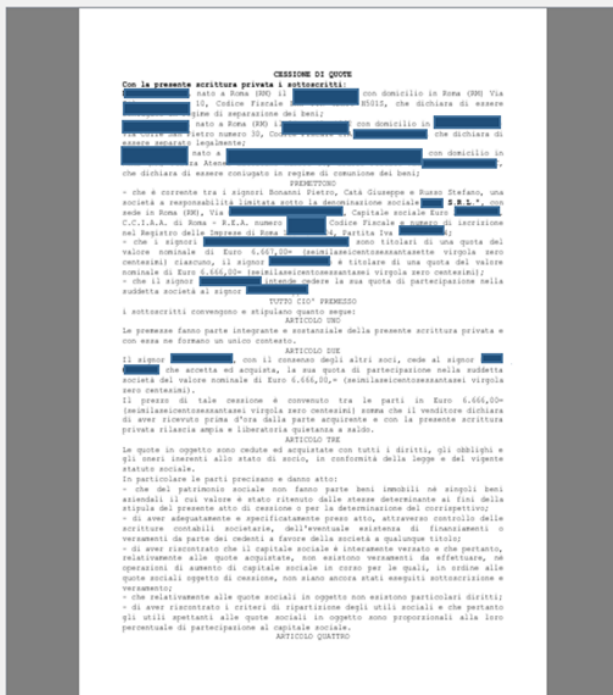 CESSIONE DI QUOTE
Con la presente scrittura privata i sottoscritti:
, nato a Roma (RM) il con domicilio in Roma (RM) Via
10, Codice Fiscale H501S, che dichiara di essere
regime di separazione dei beni;
nato a Roma (RM) il con domicilio in
Via Colle San Pietro numero 30, Codice Fiscale che dichiara di
essere separato legalmente;
nato a con domicilio in
,
che dichiara di essere coniugato in regime di comunione dei beni;
PREMETTONO
- che è corrente tra i signori Bonanni Pietro, Catà Giuseppe e Russo Stefano, una
società a responsabilità limitata sotto la denominazione sociale S.R.L.", con
sede in Roma (RM), Via , Capitale sociale Euro ,
C.C.I.A.A. di Roma - R.E.A. numero Codice Fiscale e numero di iscrizione
nel Registro delle Imprese di Roma , Partita Iva ;
- che i signori sono titolari di una quota del
valore nominale di Euro 6.667,00= (seimilaseicentosessantasette virgola zero
centesimi) ciascuno, il signor è titolare di una quota del valore
nominale di Euro 6.666,00= (seimilaseicentosessantasei virgola zero centesimi);
- che il signor intende cedere la sua quota di partecipazione nella
suddetta società al signor
TUTTO CIO' PREMESSO
i sottoscritti convengono e stipulano quanto segue:
ARTICOLO UNO
Le premesse fanno parte integrante e sostanziale della presente scrittura privata e
con essa ne formano un unico contesto.
ARTICOLO DUE
Il signor , con il consenso degli altri soci, cede al signor
che accetta ed acquista, la sua quota di partecipazione nella suddetta
società del valore nominale di Euro 6.666,00,= (seimilaseicentosessantasei virgola
zero centesimi).
Il prezzo di tale cessione è convenuto tra le parti in Euro 6.666,00=
(seimilaseicentosessantasei virgola zero centesimi) somma che il venditore dichiara
di aver ricevuto prima d'ora dalla parte acquirente e con la presente scrittura
privata rilascia ampia e liberatoria quietanza a saldo.
ARTICOLO TRE
Le quote in oggetto sono cedute ed acquistate con tutti i diritti, gli obblighi e
gli oneri inerenti allo stato di socio, in conformità della legge e del vigente
statuto sociale.
In particolare le parti precisano e danno atto:
- che del patrimonio sociale non fanno parte beni immobili né singoli beni
aziendali il cui valore è stato ritenuto dalle stesse determinante ai fini della
stipula del presente atto di cessione o per la determinazione del corrispettivo;
- di aver adeguatamente e specificatamente preso atto, attraverso controllo delle
scritture contabili societarie, dell'eventuale esistenza di finanziamenti o
versamenti da parte dei cedenti a favore della società a qualunque titolo;
- di aver riscontrato che il capitale sociale è interamente versato e che pertanto,
relativamente alle quote acquistate, non esistono versamenti da effettuare, né
operazioni di aumento di capitale sociale in corso per le quali, in ordine alle
quote sociali oggetto di cessione, non siano ancora stati eseguiti sottoscrizione e
versamento;
- che relativamente alle quote sociali in oggetto non esistono particolari diritti;
- di aver riscontrato i criteri di ripartizione degli utili sociali e che pertanto
gli utili spettanti alle quote sociali in oggetto sono proporzionali alla loro
percentuale di partecipazione al capitale sociale.
ARTICOLO QUATTRO